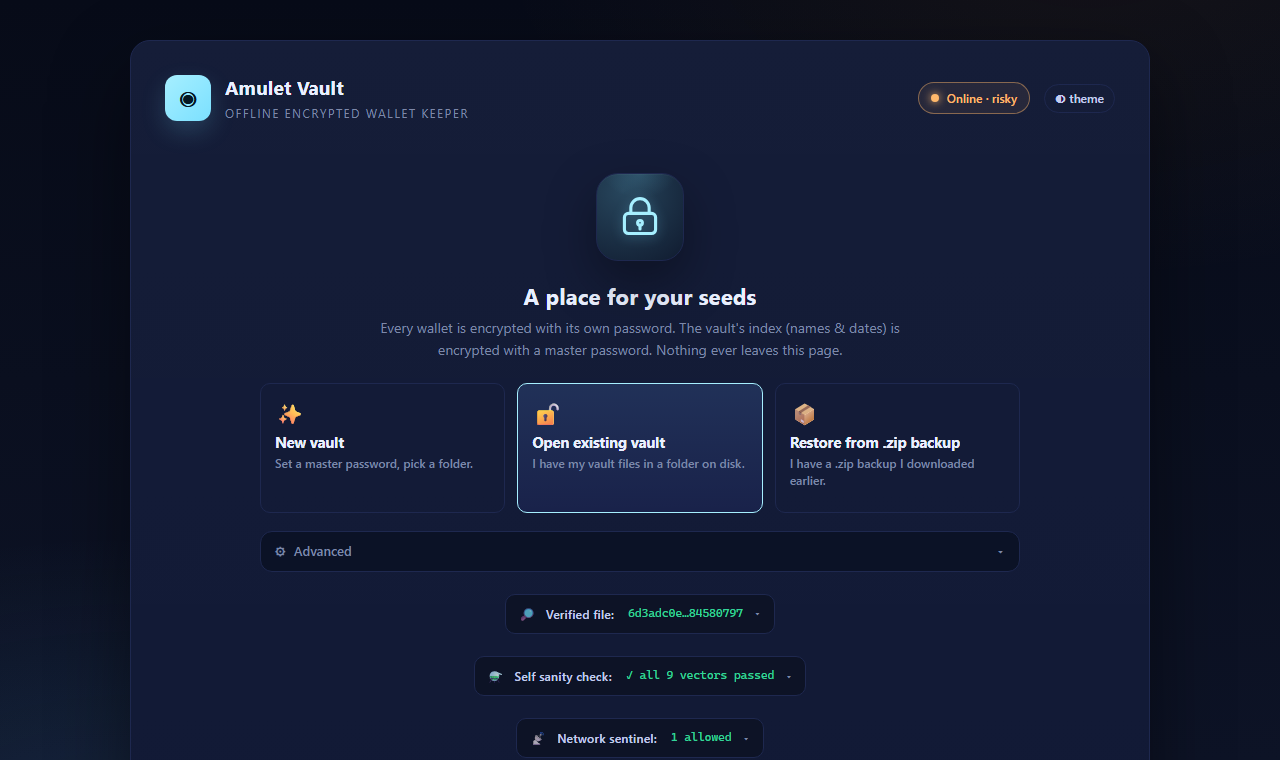 Amulet Vault
OFFLINE ENCRYPTED WALLET KEEPER
Online · risky
theme
A place for your seeds
Every wallet is encrypted with its own password. The vault's index (names & dates) is
encrypted with a master password. Nothing ever leaves this page.
New vault
Set a master password, pick a folder.
Open existing vault
I have my vault files in a folder on disk.
Restore from .zip backup
I have a .zip backup I downloaded
earlier.
Advanced
Verified file: 6d3adc0e…84580797
Self sanity check: ✓ all 9 vectors passed
Network sentinel: 1 allowed